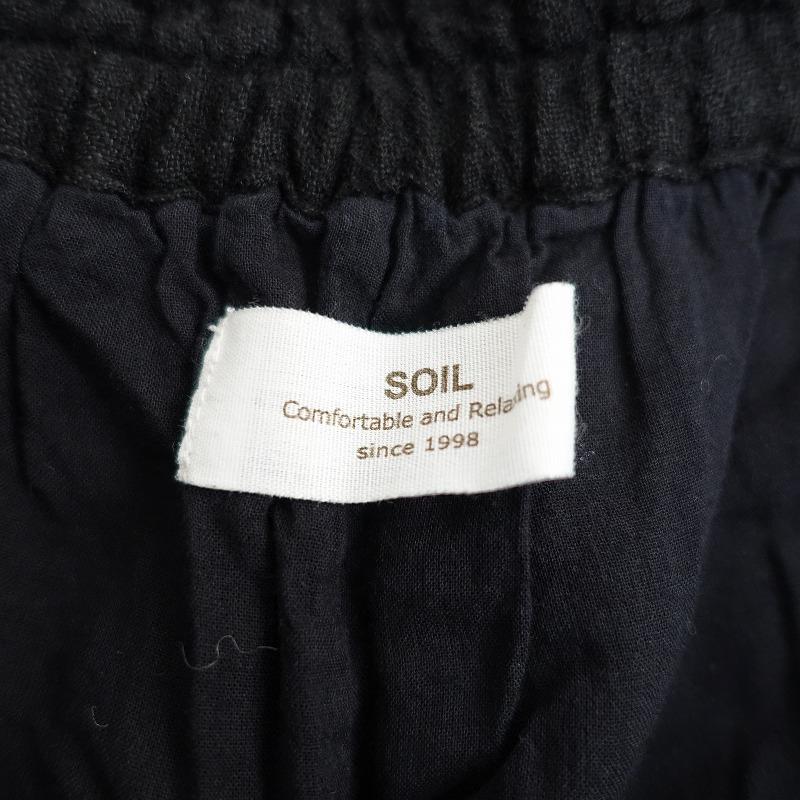 SOIL
Comfortable and Relaxing
since 1998